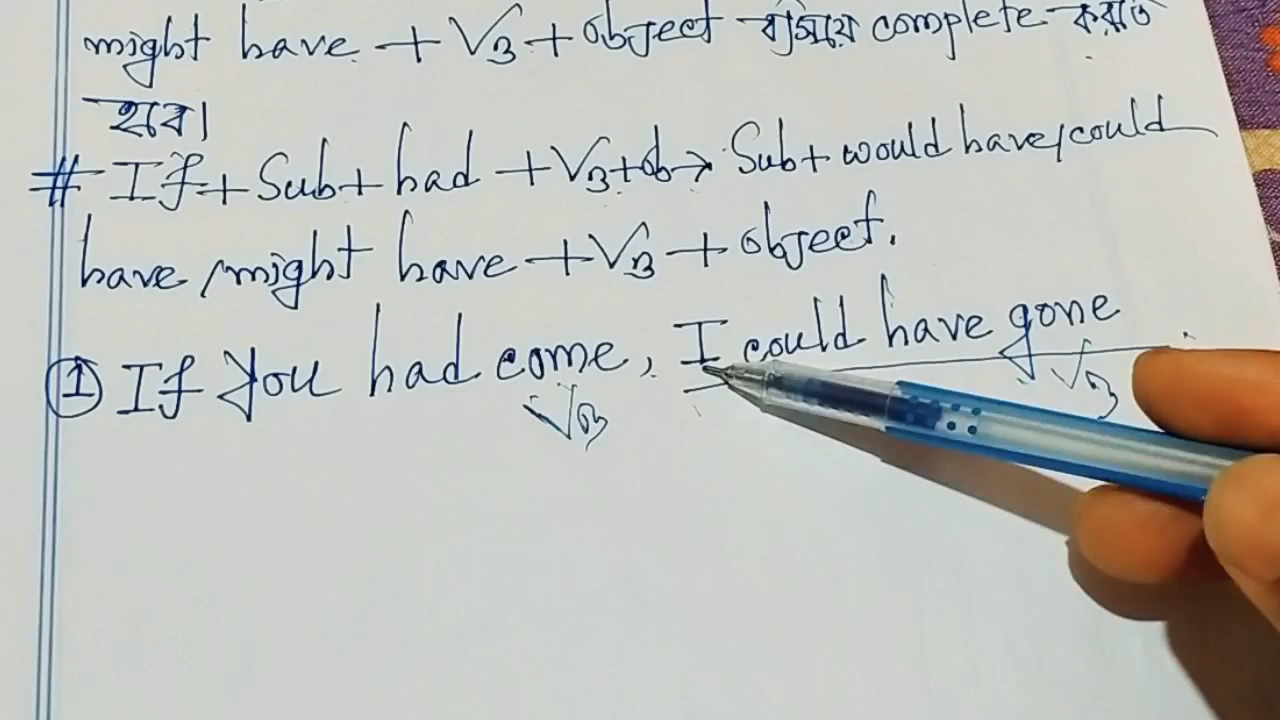 might have + V3 + object বসিয়ে complete করতে
হবে।
# If + Sub + had + V3 + ob → Sub + would have/could
have/might have + V3 + object.
① If you had come, I could have gone
V3 V3